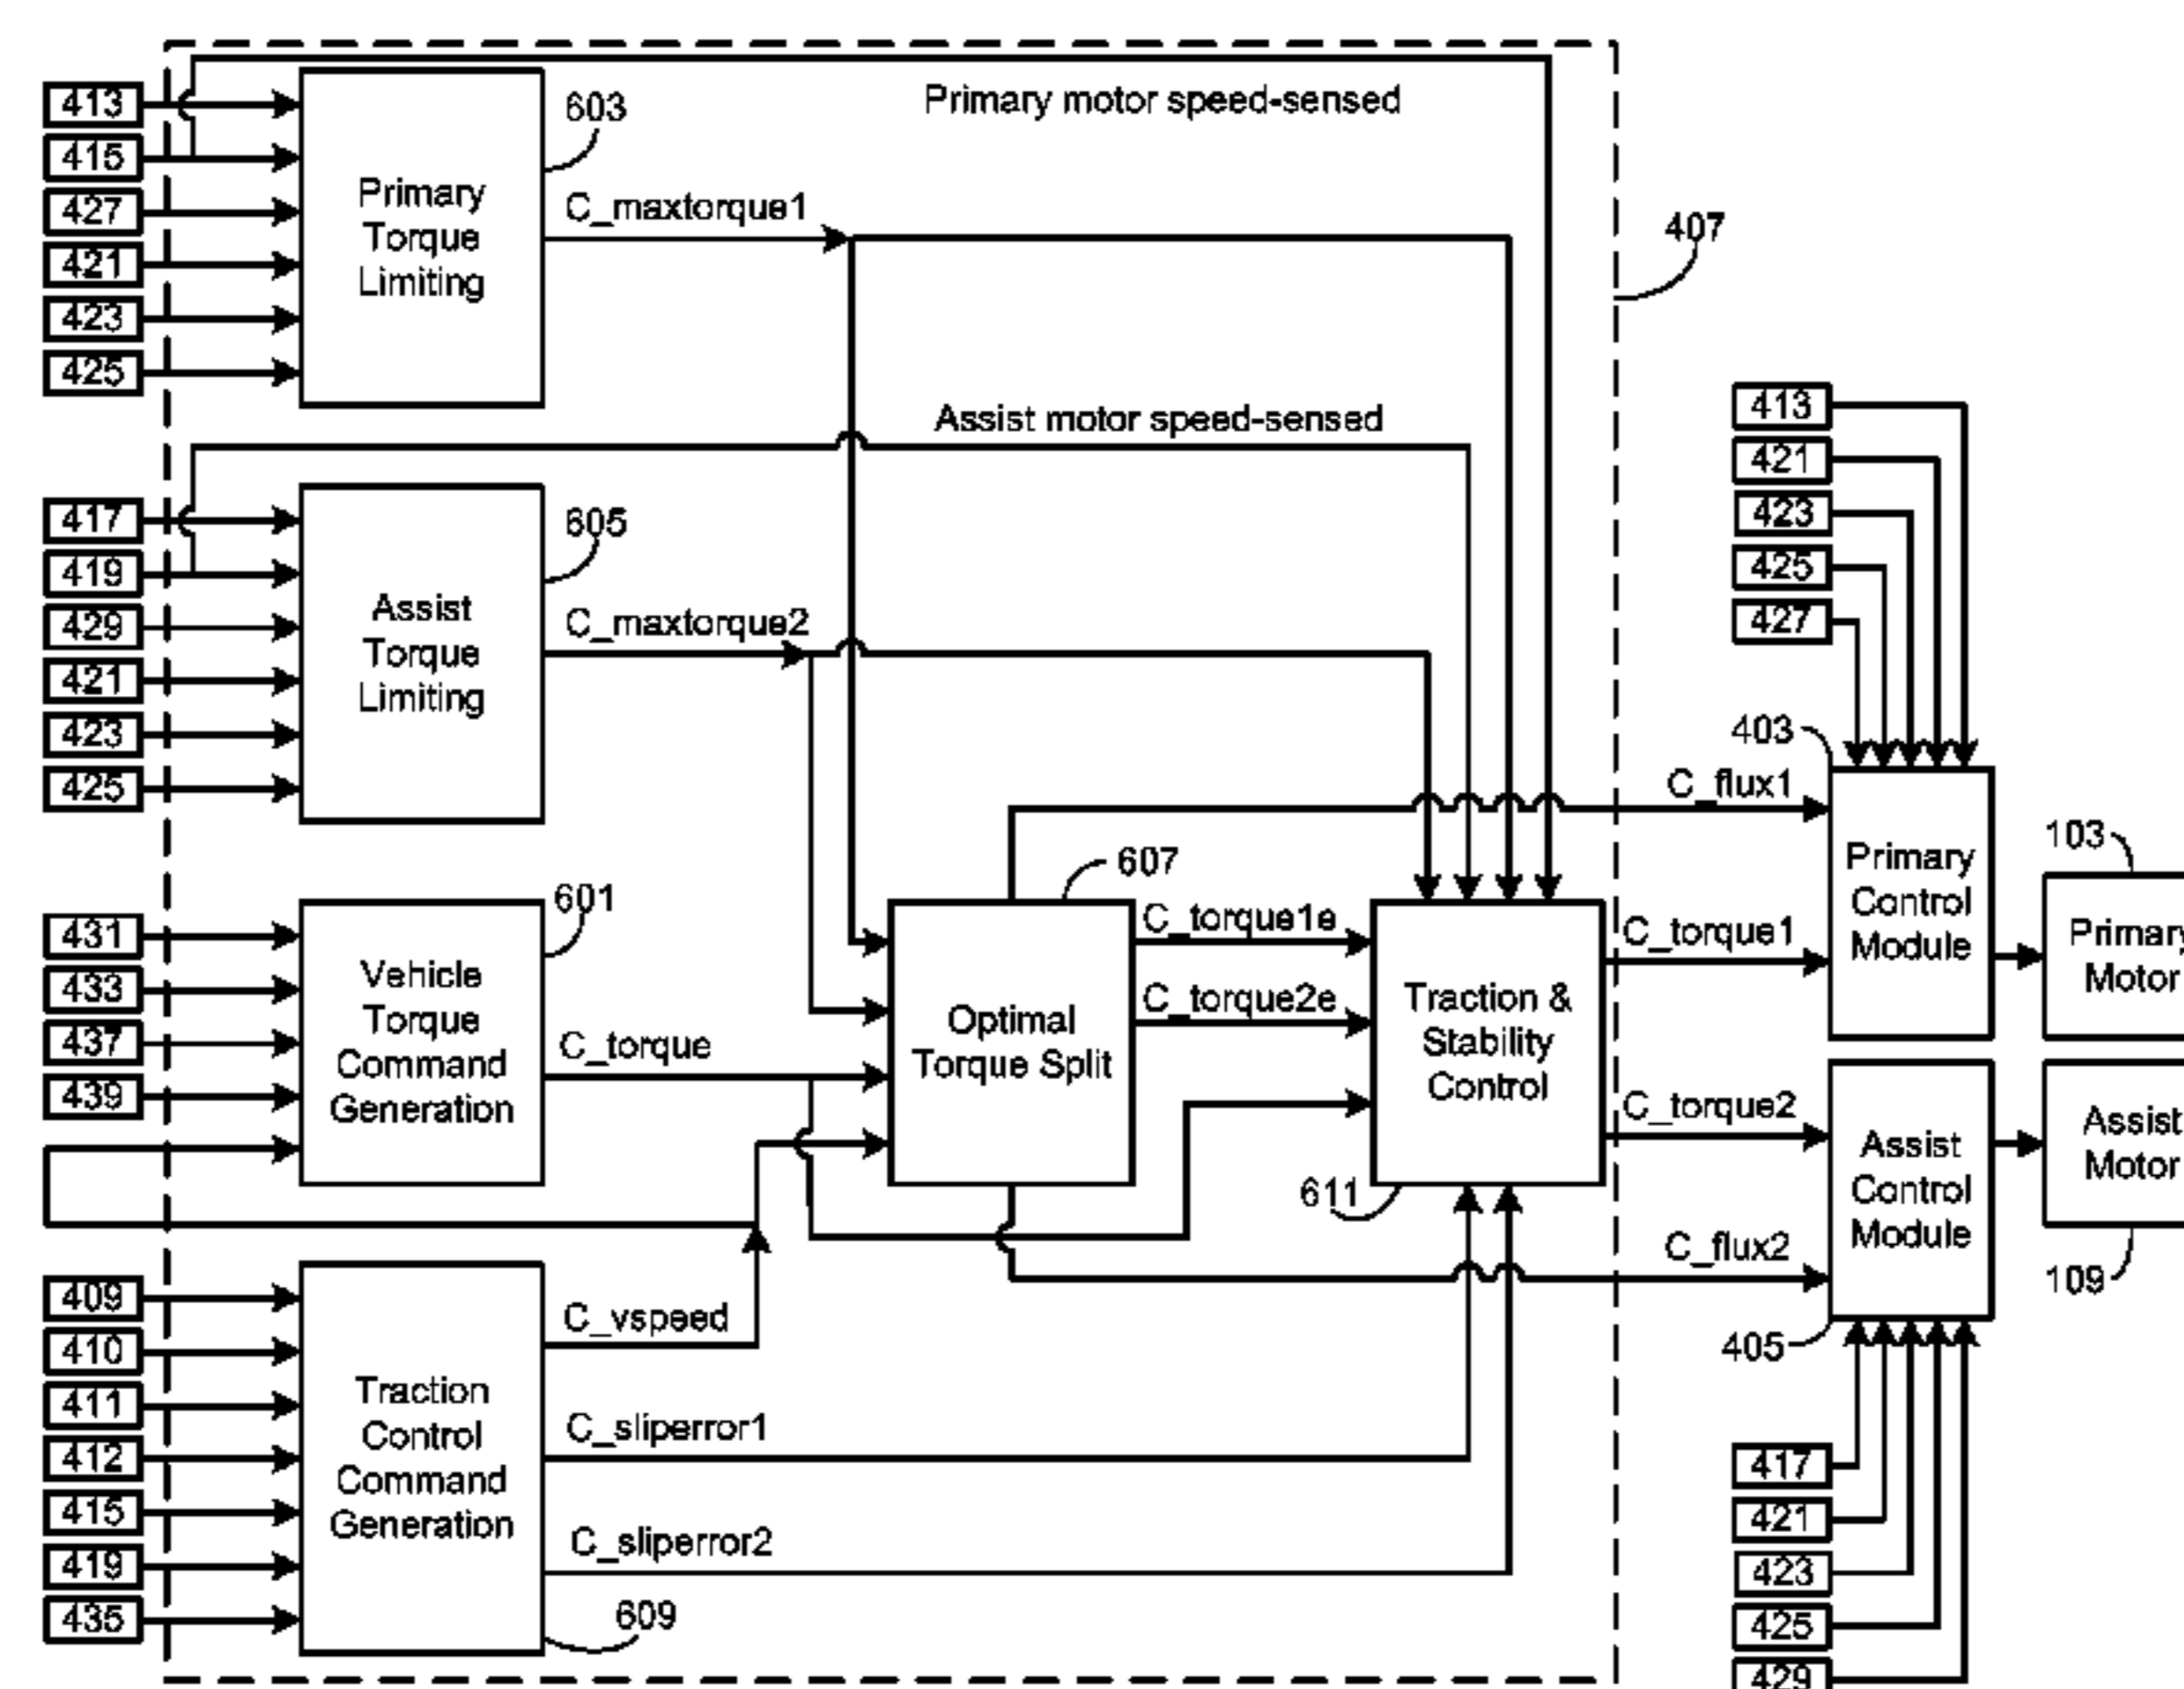 413
415
427
421
423
425
Primary
Torque
Limiting
603
Primary motor speed-sensed
C_maxtorque1
407
Assist motor speed-sensed
417
419
429
421
423
425
Assist
Torque
Limiting
605
C_maxtorque2
413
421
423
425
427
403
C_flux1
431
433
437
439
Vehicle
Torque
Command
Generation
601
C_torque
607
Optimal
Torque Split
C_torque1e
C_torque2e
Traction &
Stability
Control
611
C_torque1
C_torque2
C_flux2
Primary
Control
Module
103
Primary
Motor
Assist
Control
Module
405
Assist
Motor
109
409
410
411
412
415
419
435
Traction
Control
Command
Generation
609
C_vspeed
C_sliperror1
C_sliperror2
417
421
423
425
429